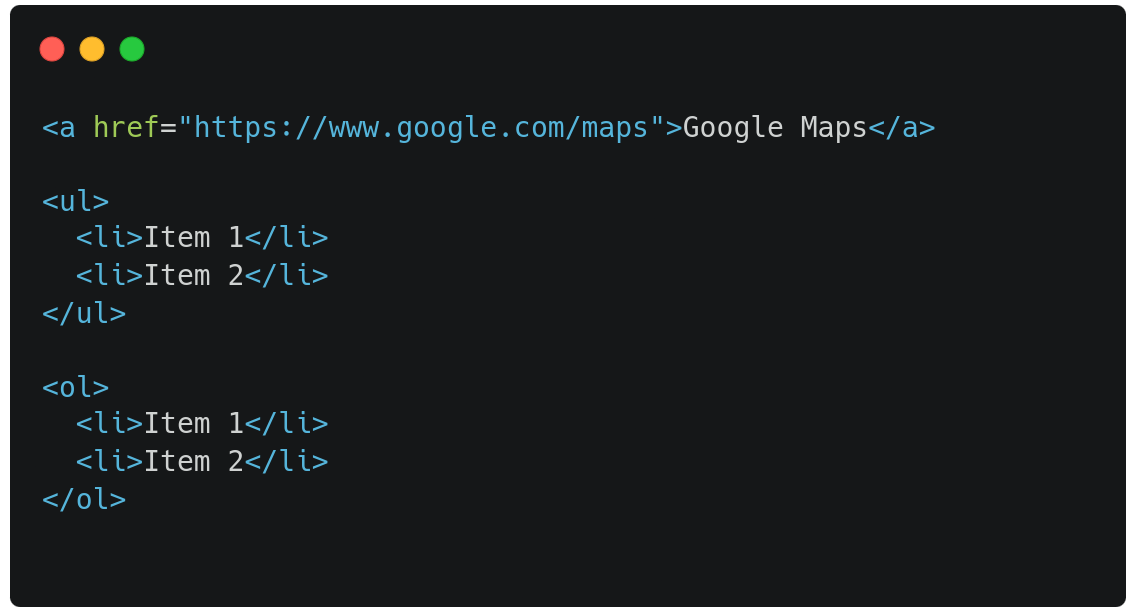 <a href="https://www.google.com/maps">Google Maps</a>
<ul>
<li>Item 1</li>
<li>Item 2</li>
</ul>
<ol>
<li>Item 1</li>
<li>Item 2</li>
</ol>